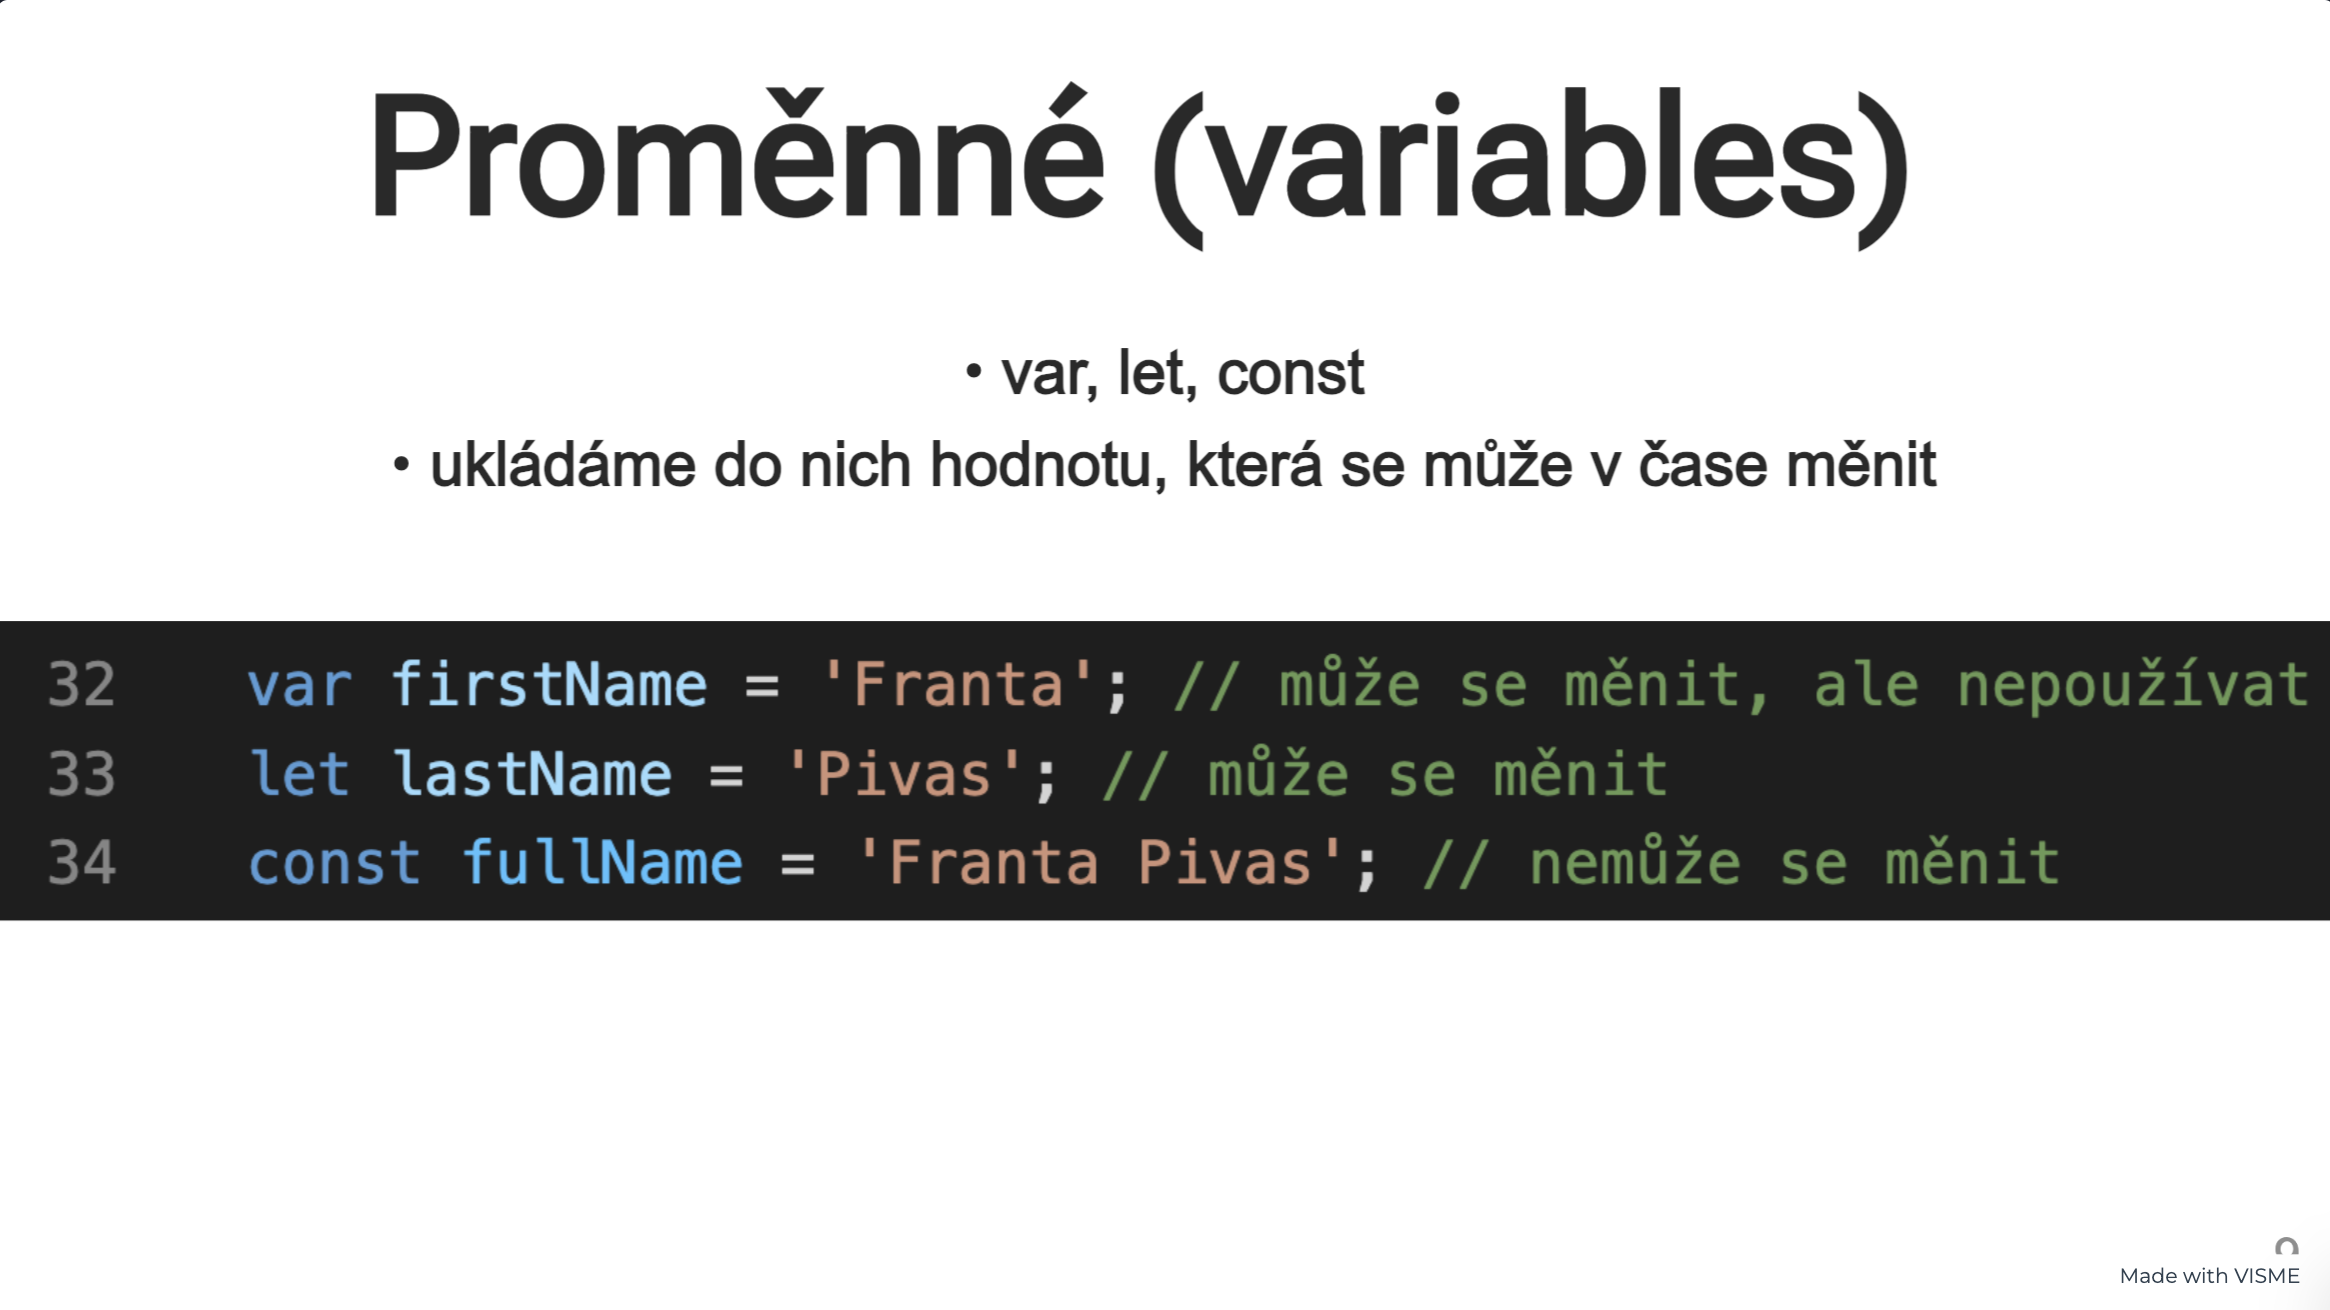 Proměnné (variables)
• var, let, const
• ukládáme do nich hodnotu, která se může v čase měnit
32 var firstName = 'Franta'; // může se měnit, ale nepoužívat
33 let lastName = 'Pivas'; // může se měnit
34 const fullName = 'Franta Pivas'; // nemůže se měnit
Made with VISME